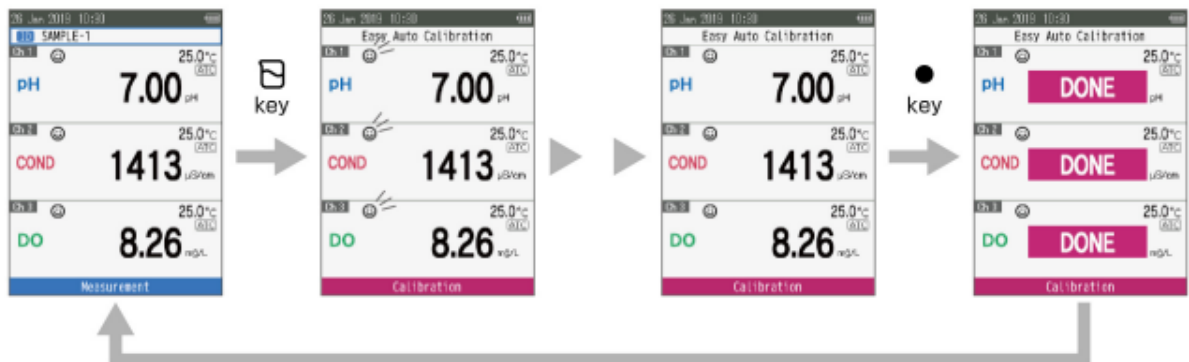 26 Jan 2019 10:30
SAMPLE-1
Ch 1
25.0°C
ATC
pH
7.00 pH
Ch 2
25.0°C
ATC
COND
1413 µS/cm
Ch 3
25.0°C
ATC
DO
8.26 mg/L
Measurement
key
26 Jan 2019 10:30
Easy Auto Calibration
Ch 1
25.0°C
ATC
pH
7.00 pH
Ch 2
25.0°C
ATC
COND
1413 µS/cm
Ch 3
25.0°C
ATC
DO
8.26 mg/L
Calibration
26 Jan 2019 10:30
Easy Auto Calibration
Ch 1
25.0°C
ATC
pH
7.00 pH
Ch 2
25.0°C
ATC
COND
1413 µS/cm
Ch 3
25.0°C
ATC
DO
8.26 mg/L
Calibration
key
26 Jan 2019 10:30
Easy Auto Calibration
Ch 1
25.0°C
ATC
pH
DONE pH
Ch 2
25.0°C
ATC
COND
DONE µS/cm
Ch 3
25.0°C
ATC
DO
DONE mg/L
Calibration